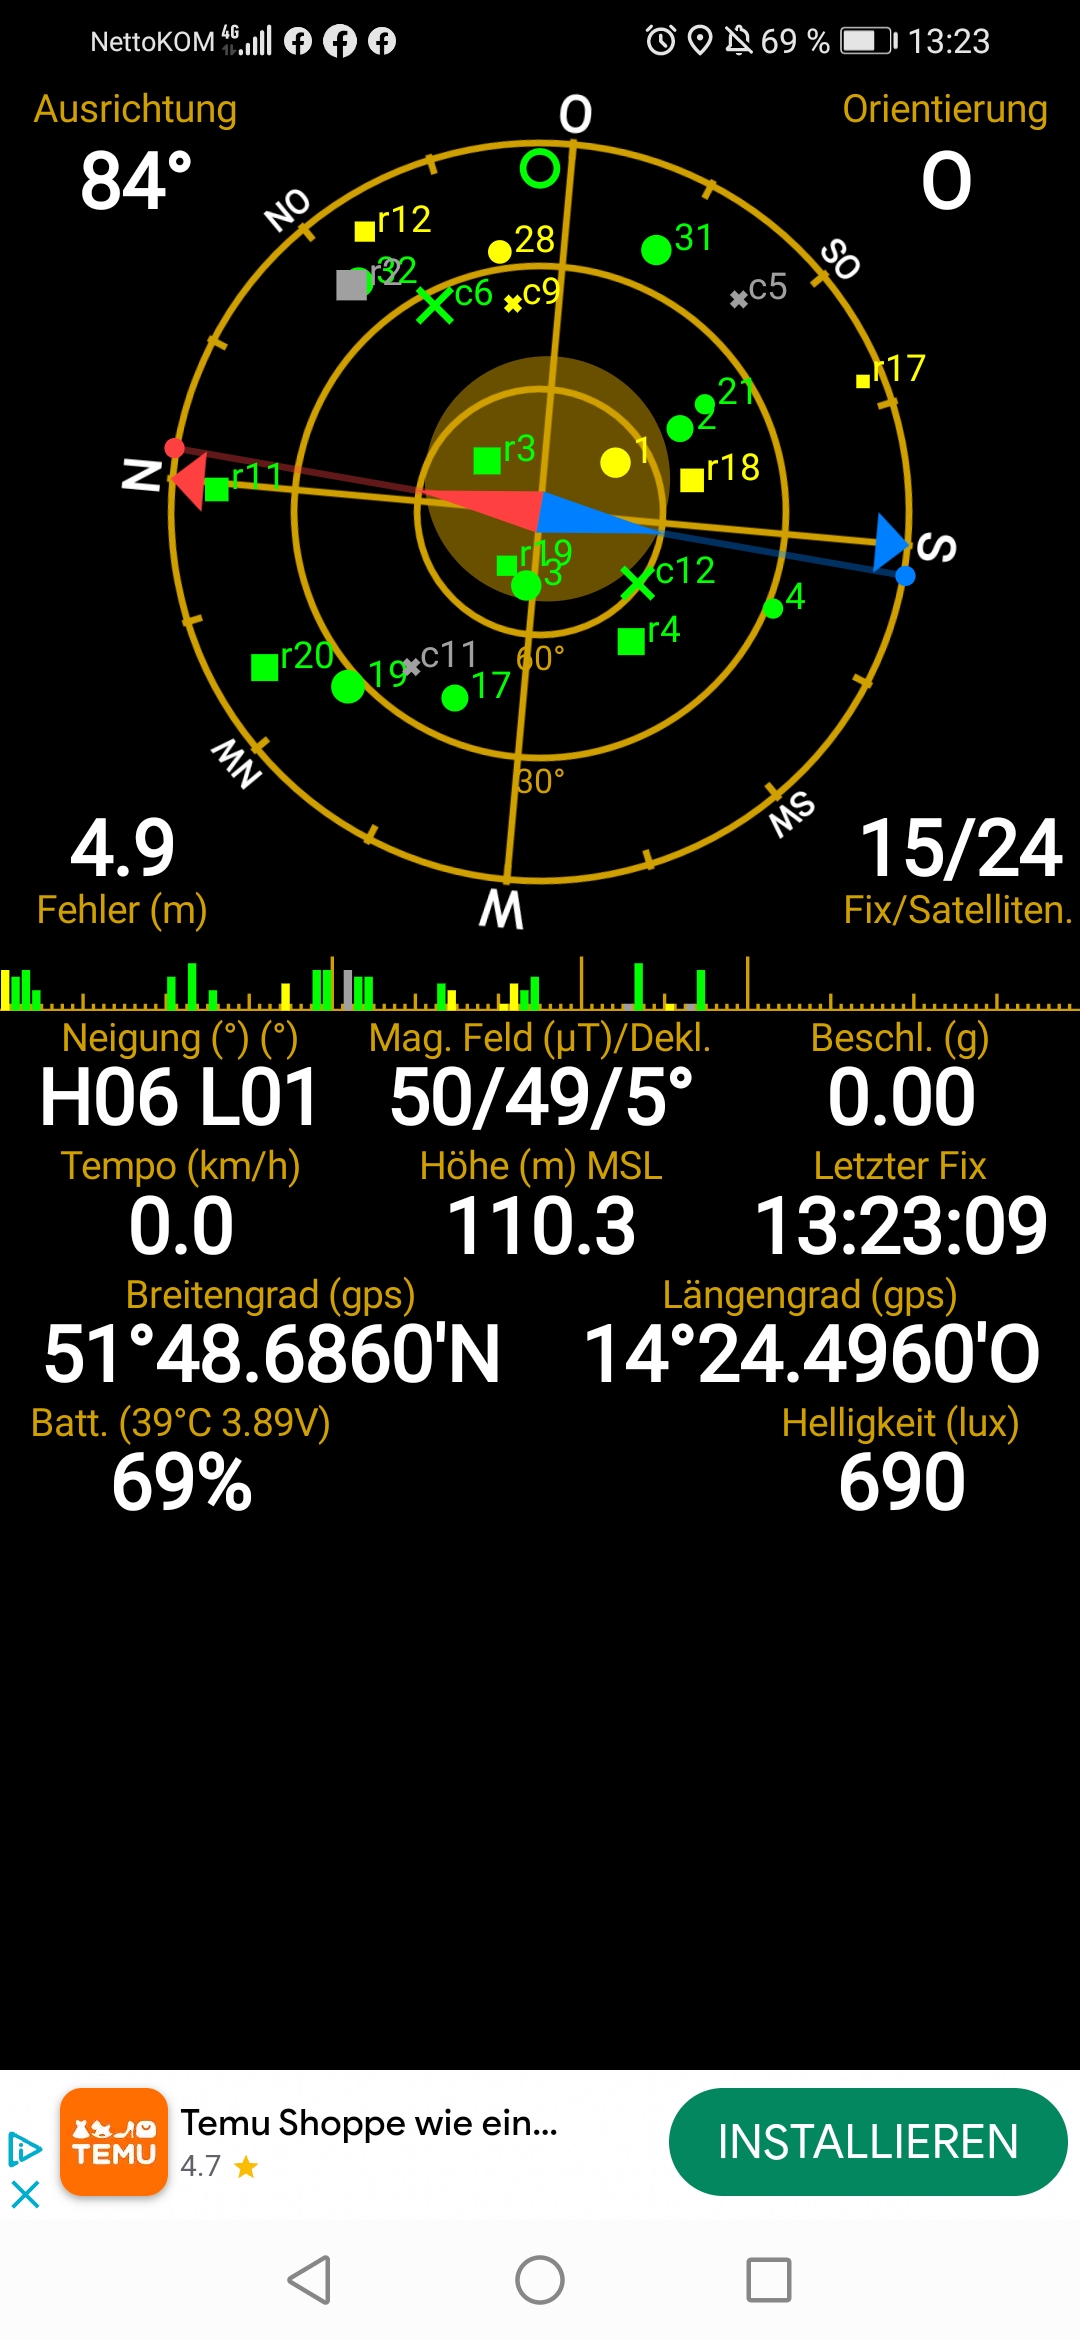 NettoKOM 4G 69 % 13:23
Ausrichtung O Orientierung
84° O
NO r12 28 31 SO
r2 32 c6 c9 c5
r17
21
2
r3 1 r18
N r11 S
r19 3 c12
4
r4
r20 c11 60°
19 17
NW 30° SW
4.9 15/24
Fehler (m) W Fix/Satelliten.
Neigung (°) (°) Mag. Feld (µT)/Dekl. Beschl. (g)
H06 L01 50/49/5° 0.00
Tempo (km/h) Höhe (m) MSL Letzter Fix
0.0 110.3 13:23:09
Breitengrad (gps) Längengrad (gps)
51°48.6860'N 14°24.4960'O
Batt. (39°C 3.89V) Helligkeit (lux)
69% 690
TEMU Temu Shoppe wie ein... INSTALLIEREN
4.7